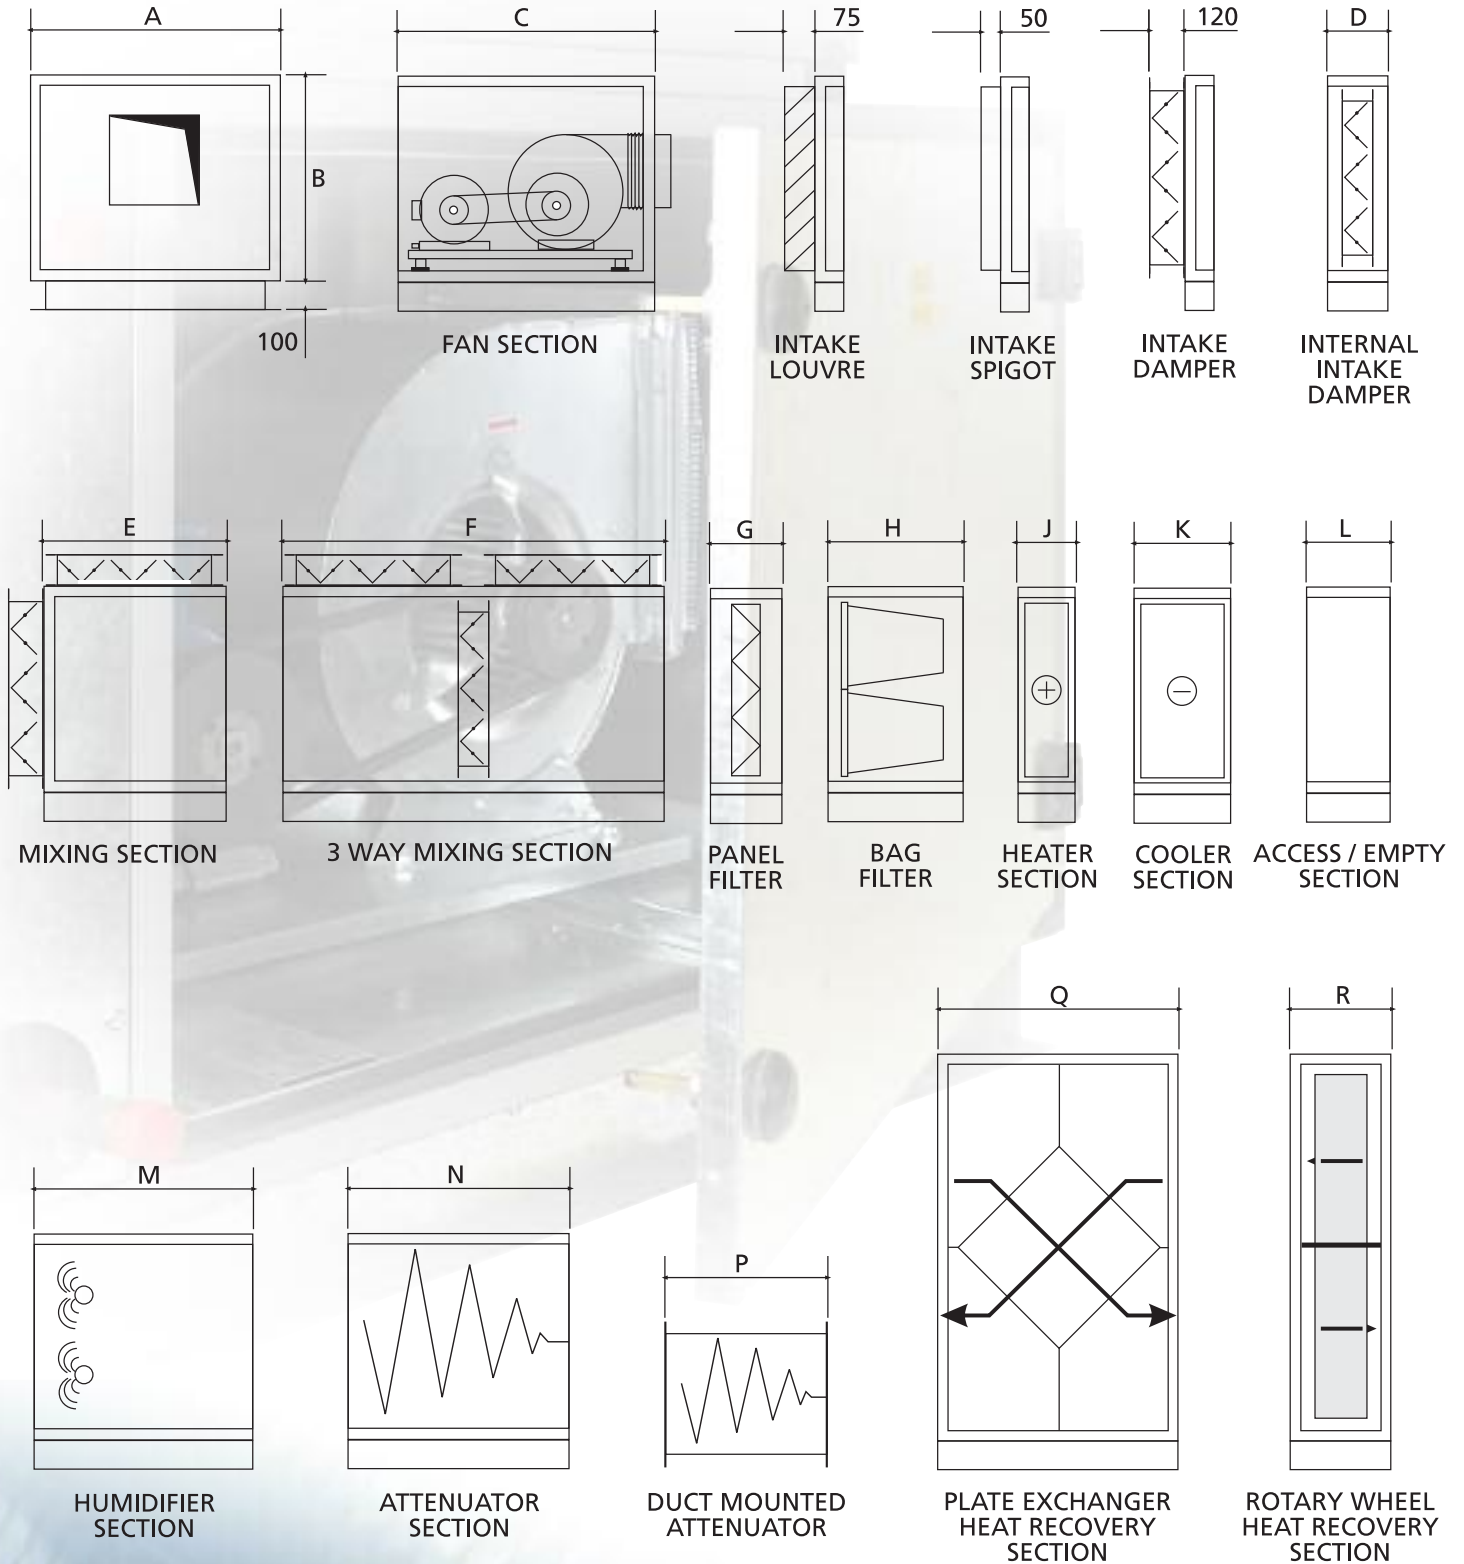 A
C
75
50
120
D
B
100
FAN SECTION
INTAKE
LOUVRE
INTAKE
SPIGOT
INTAKE
DAMPER
INTERNAL
INTAKE
DAMPER
E
F
G
H
J
K
L
MIXING SECTION
3 WAY MIXING SECTION
PANEL
FILTER
BAG
FILTER
HEATER
SECTION
COOLER
SECTION
ACCESS / EMPTY
SECTION
M
N
P
Q
R
HUMIDIFIER
SECTION
ATTENUATOR
SECTION
DUCT MOUNTED
ATTENUATOR
PLATE EXCHANGER
HEAT RECOVERY
SECTION
ROTARY WHEEL
HEAT RECOVERY
SECTION